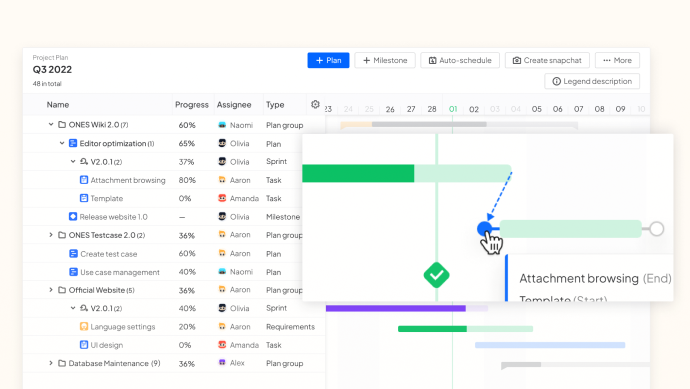 Project Plan
Q3 2022
48 in total
+ Plan
+ Milestone
Auto-schedule
Create snapchat
··· More
Legend description
Name Progress Assignee Type
23 24 25 26 27 28 01 02 03 04 05 06 07 08 09 10
ONES Wiki 2.0 (7) 60% Naomi Plan group
Editor optimization (1) 65% Olivia Plan
V2.0.1 (2) 37% Olivia Sprint
Attachment browsing 80% Aaron Task
Template 0% Amanda Task
Release website 1.0 — Olivia Milestone
ONES Testcase 2.0 (2) 36% Aaron Plan group
Create test case 60% Aaron Plan
Use case management 40% Naomi Plan
Official Website (5) 36% Aaron Plan group
V2.0.1 (2) 40% Olivia Sprint
Language settings 20% Aaron Requirements
UI design 0% Amanda Task
Database Maintenance (9) 36% Alex Plan group
Attachment browsing (End)
Template (Start)